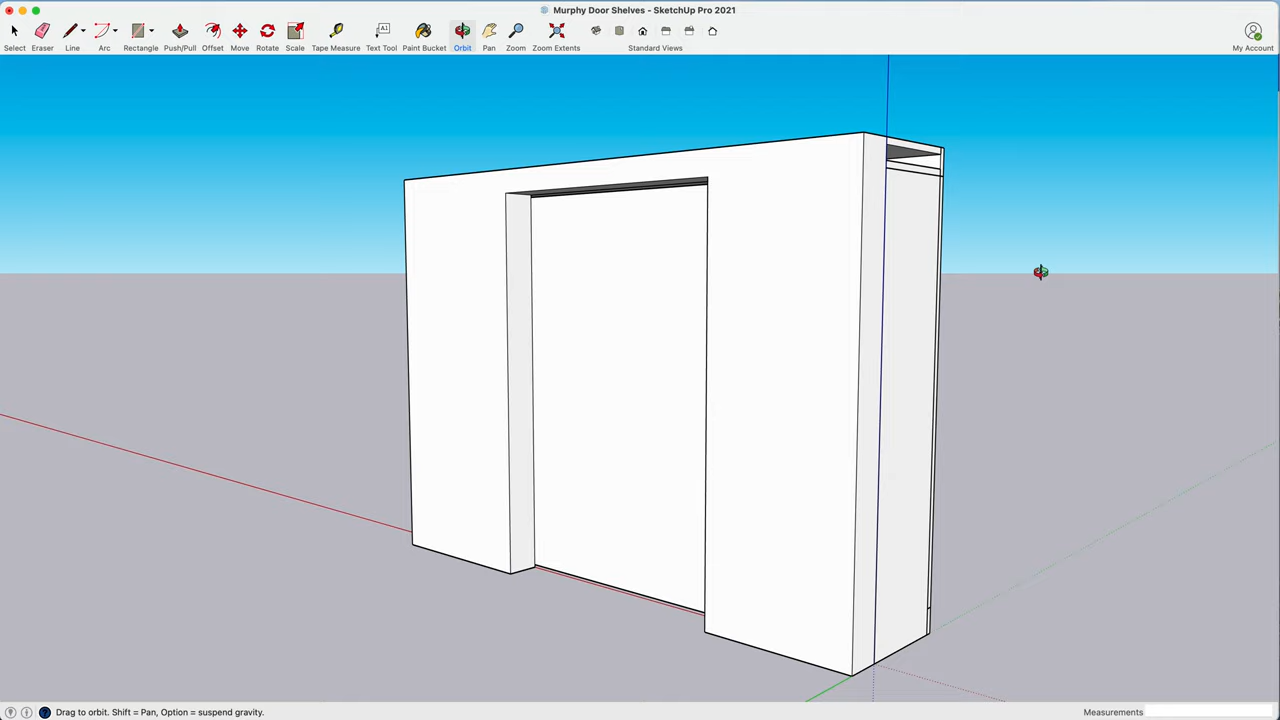 Murphy Door Shelves - SketchUp Pro 2021
Select Eraser Line Arc Rectangle Push/Pull Offset Move Rotate Scale Tape Measure Text Tool Paint Bucket Orbit Pan Zoom Zoom Extents Standard Views My Account
Drag to orbit. Shift = Pan, Option = suspend gravity. Measurements